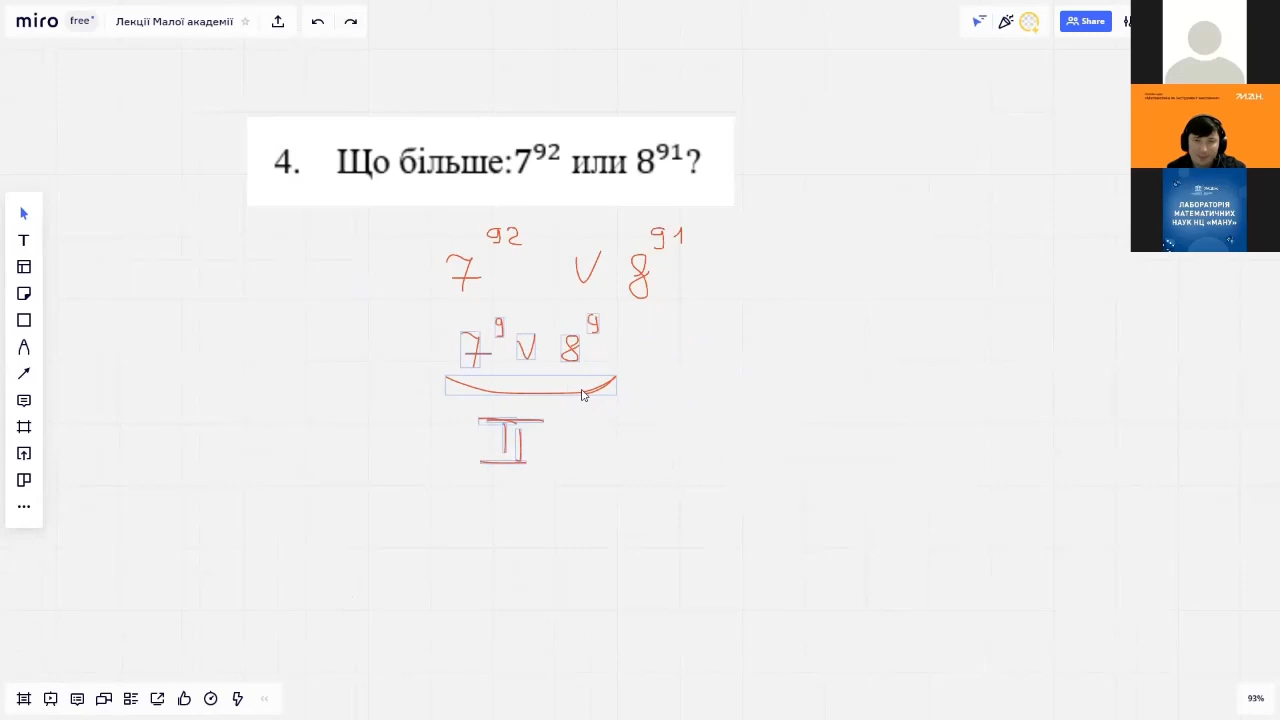 miro free Лекції Малої академії Share
4. Що більше:7⁹² или 8⁹¹?
7⁹² V 8⁹¹
7⁹ V 8⁹
ЛАБОРАТОРІЯ
МАТЕМАТИЧНИХ
НАУК НЦ «МАНУ»
93%